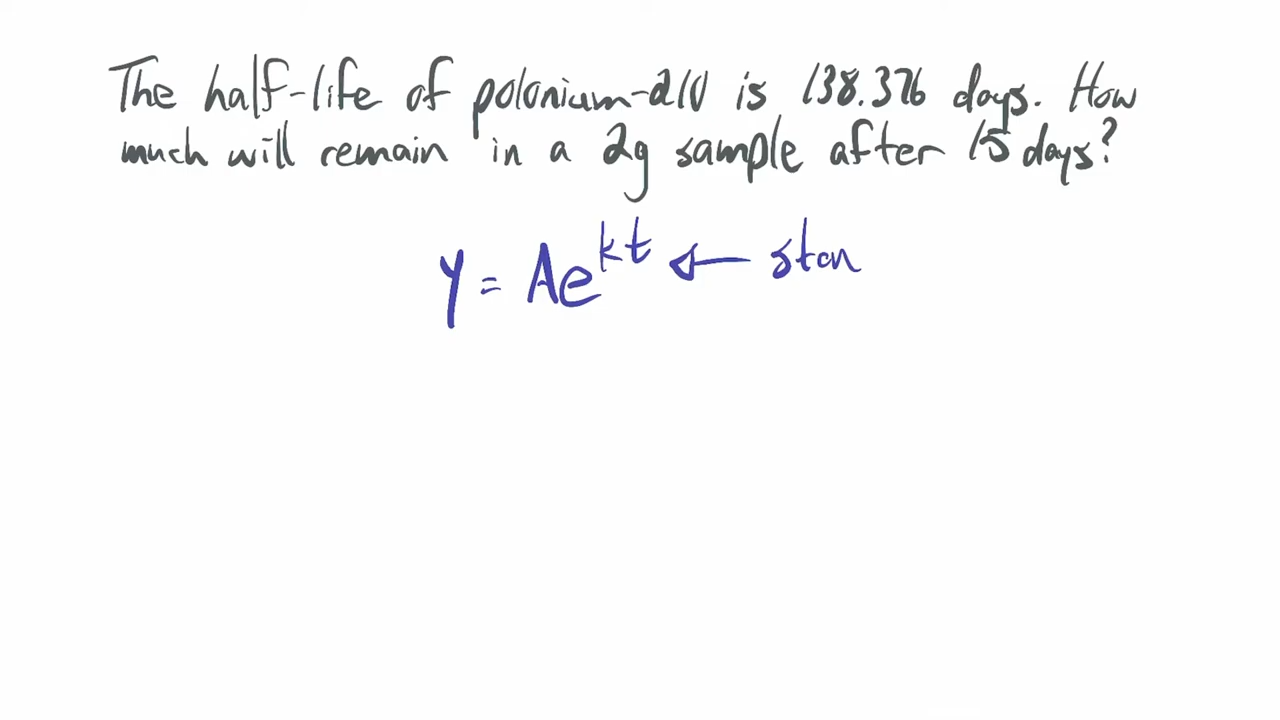 The half-life of polonium-210 is 138.376 days. How
much will remain in a 2g sample after 15 days?
y = Ae^{kt} ← stan